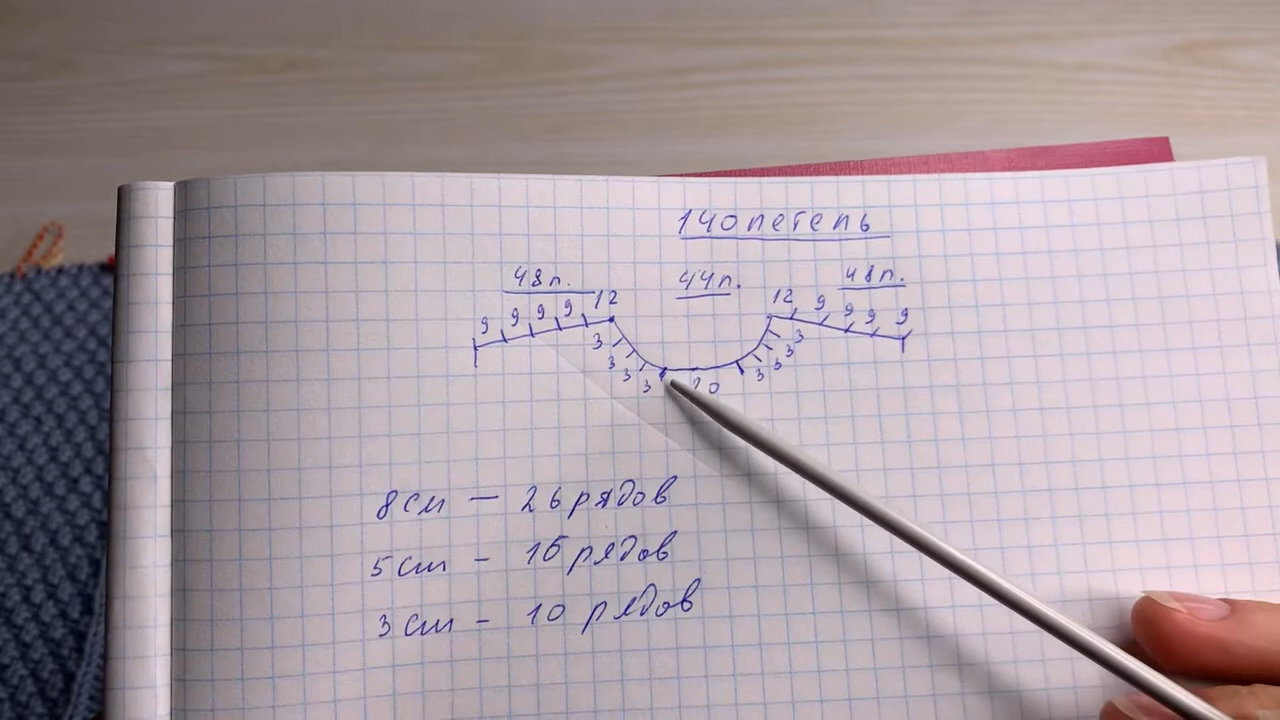 140 петель
48п. 44п. 48п.
9 9 9 9 12 12 9 9 9 9
3 3 3 3 20 3 3 3 3
8см - 26 рядов
5см - 16 рядов
3см - 10 рядов